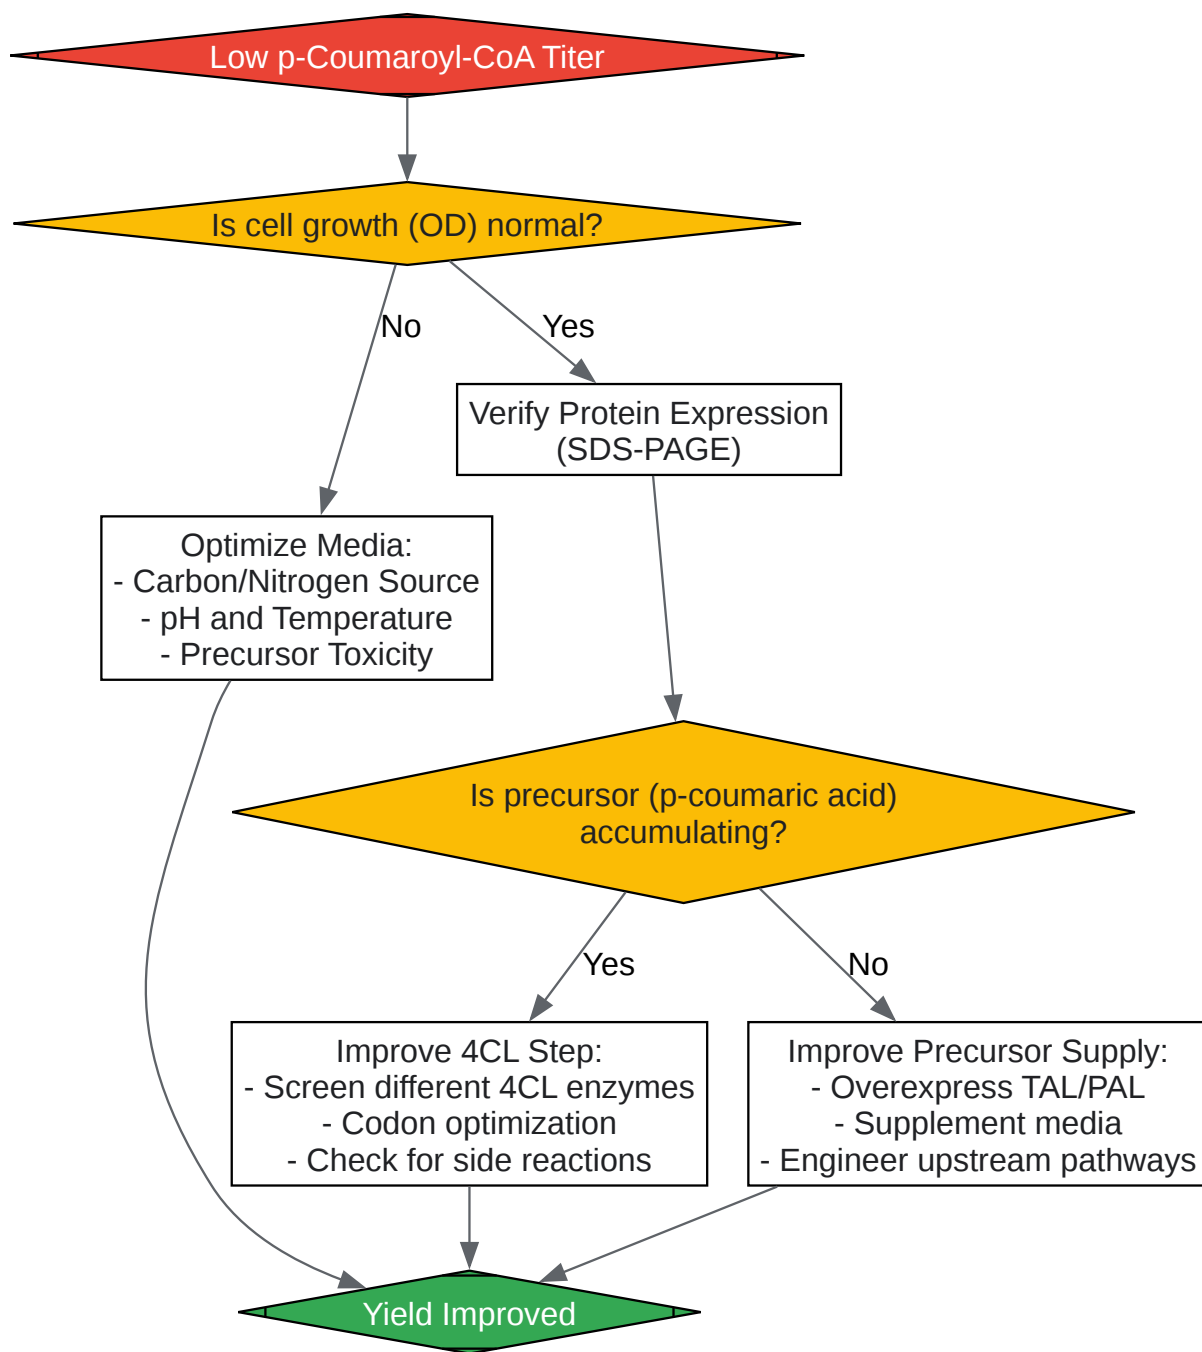 Low p-Coumaroyl-CoA Titer
Is cell growth (OD) normal?
No
Yes
Verify Protein Expression
(SDS-PAGE)
Optimize Media:
- Carbon/Nitrogen Source
- pH and Temperature
- Precursor Toxicity
Is precursor (p-coumaric acid)
accumulating?
Yes
No
Improve 4CL Step:
- Screen different 4CL enzymes
- Codon optimization
- Check for side reactions
Improve Precursor Supply:
- Overexpress TAL/PAL
- Supplement media
- Engineer upstream pathways
Yield Improved